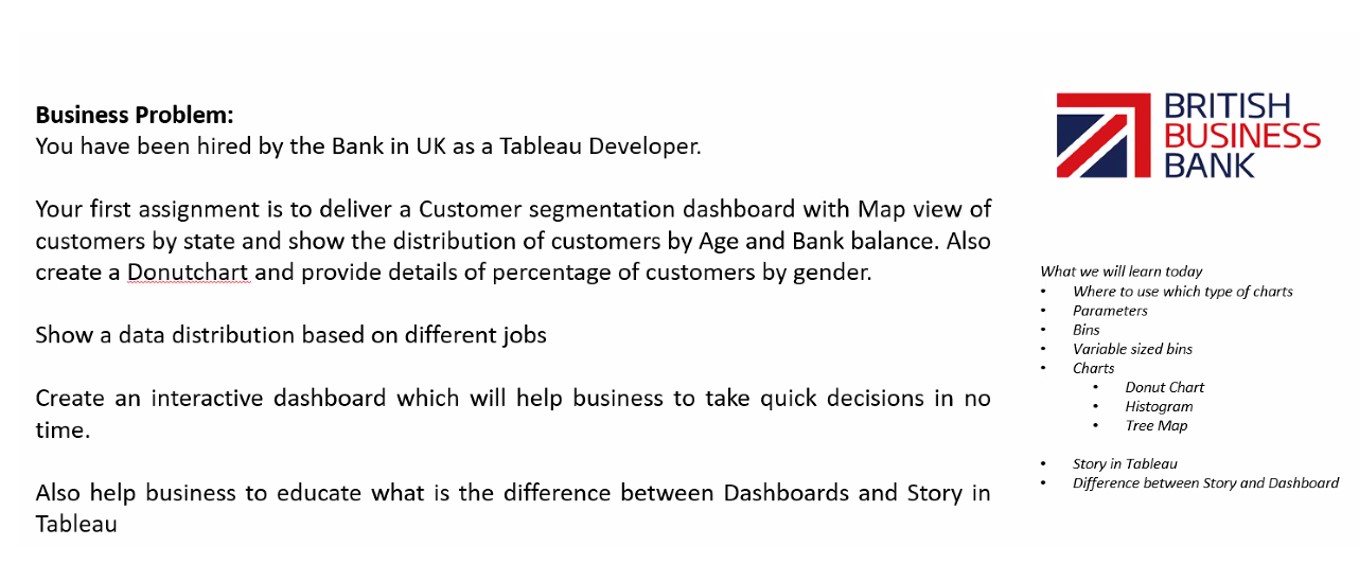 Business Problem:
You have been hired by the Bank in UK as a Tableau Developer.
Your first assignment is to deliver a Customer segmentation dashboard with Map view of
customers by state and show the distribution of customers by Age and Bank balance. Also
create a Donutchart and provide details of percentage of customers by gender.
Show a data distribution based on different jobs
Create an interactive dashboard which will help business to take quick decisions in no
time.
Also help business to educate what is the difference between Dashboards and Story in
Tableau
BRITISH
BUSINESS
BANK
What we will learn today
• Where to use which type of charts
• Parameters
• Bins
• Variable sized bins
• Charts
• Donut Chart
• Histogram
• Tree Map
• Story in Tableau
• Difference between Story and Dashboard